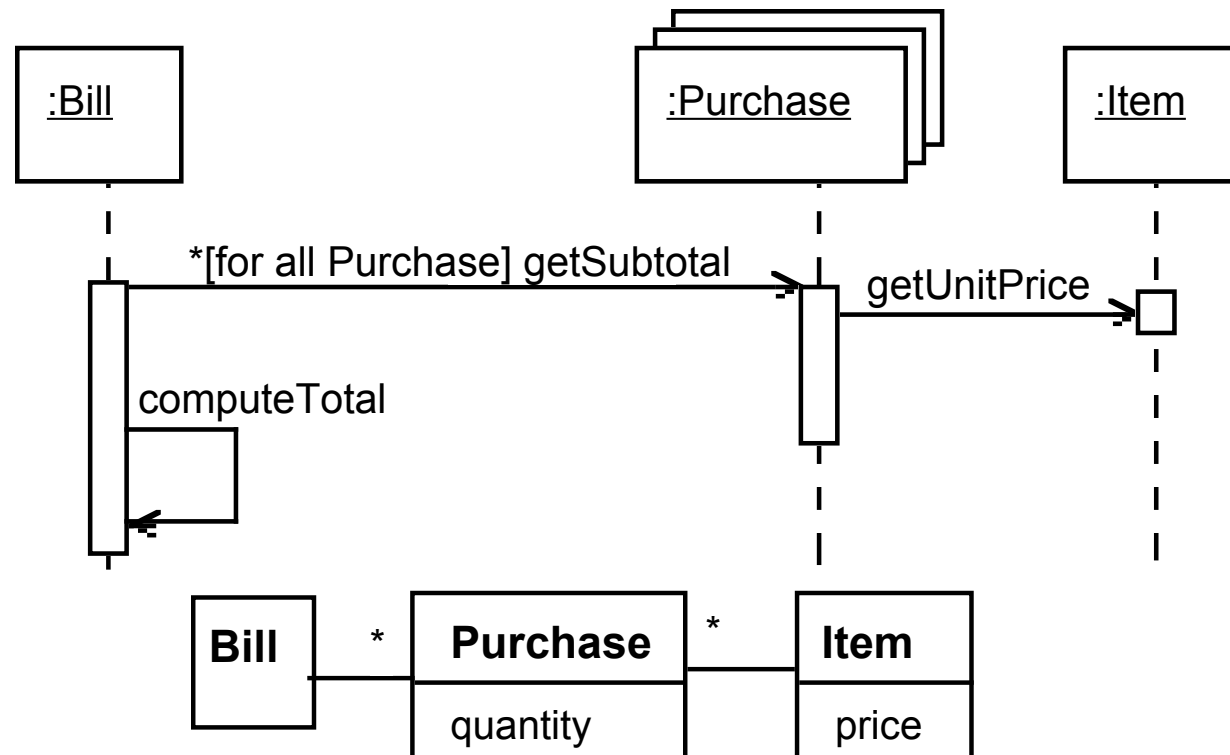 :Bill
:Purchase
:Item
*[for all Purchase] getSubtotal
getUnitPrice
computeTotal
Bill
*
Purchase
*
Item
quantity
price